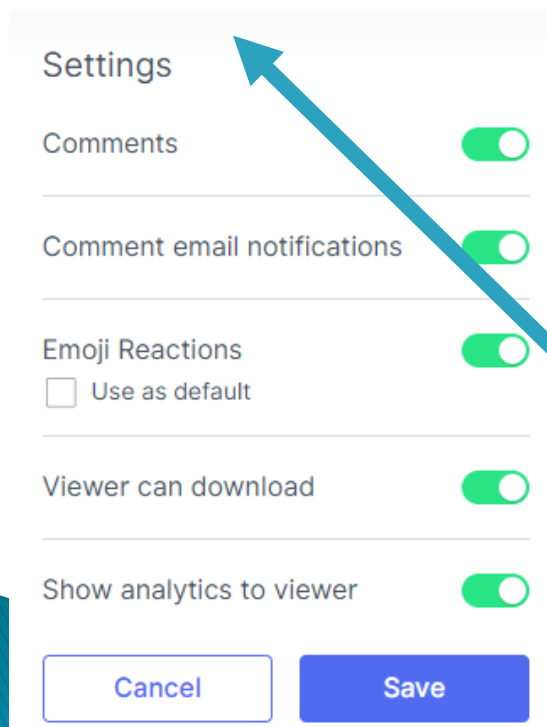 Settings
Comments
Comment email notifications
Emoji Reactions
Use as default
Viewer can download
Show analytics to viewer
Cancel
Save